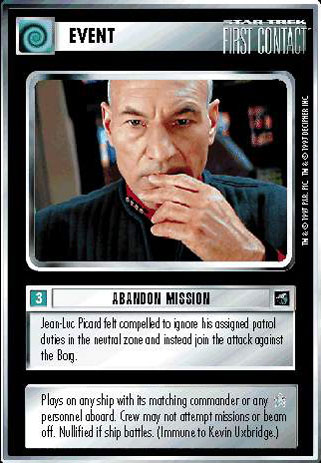 EVENT
STAR TREK
FIRST CONTACT
TM & © 1997 PAR. PIC. TM & © 1997 DECIPHER INC.
3 ABANDON MISSION
Jean-Luc Picard felt compelled to ignore his assigned patrol
duties in the neutral zone and instead join the attack against
the Borg.
Plays on any ship with its matching commander or any
personnel aboard. Crew may not attempt missions or beam
off. Nullified if ship battles. (Immune to Kevin Uxbridge.)